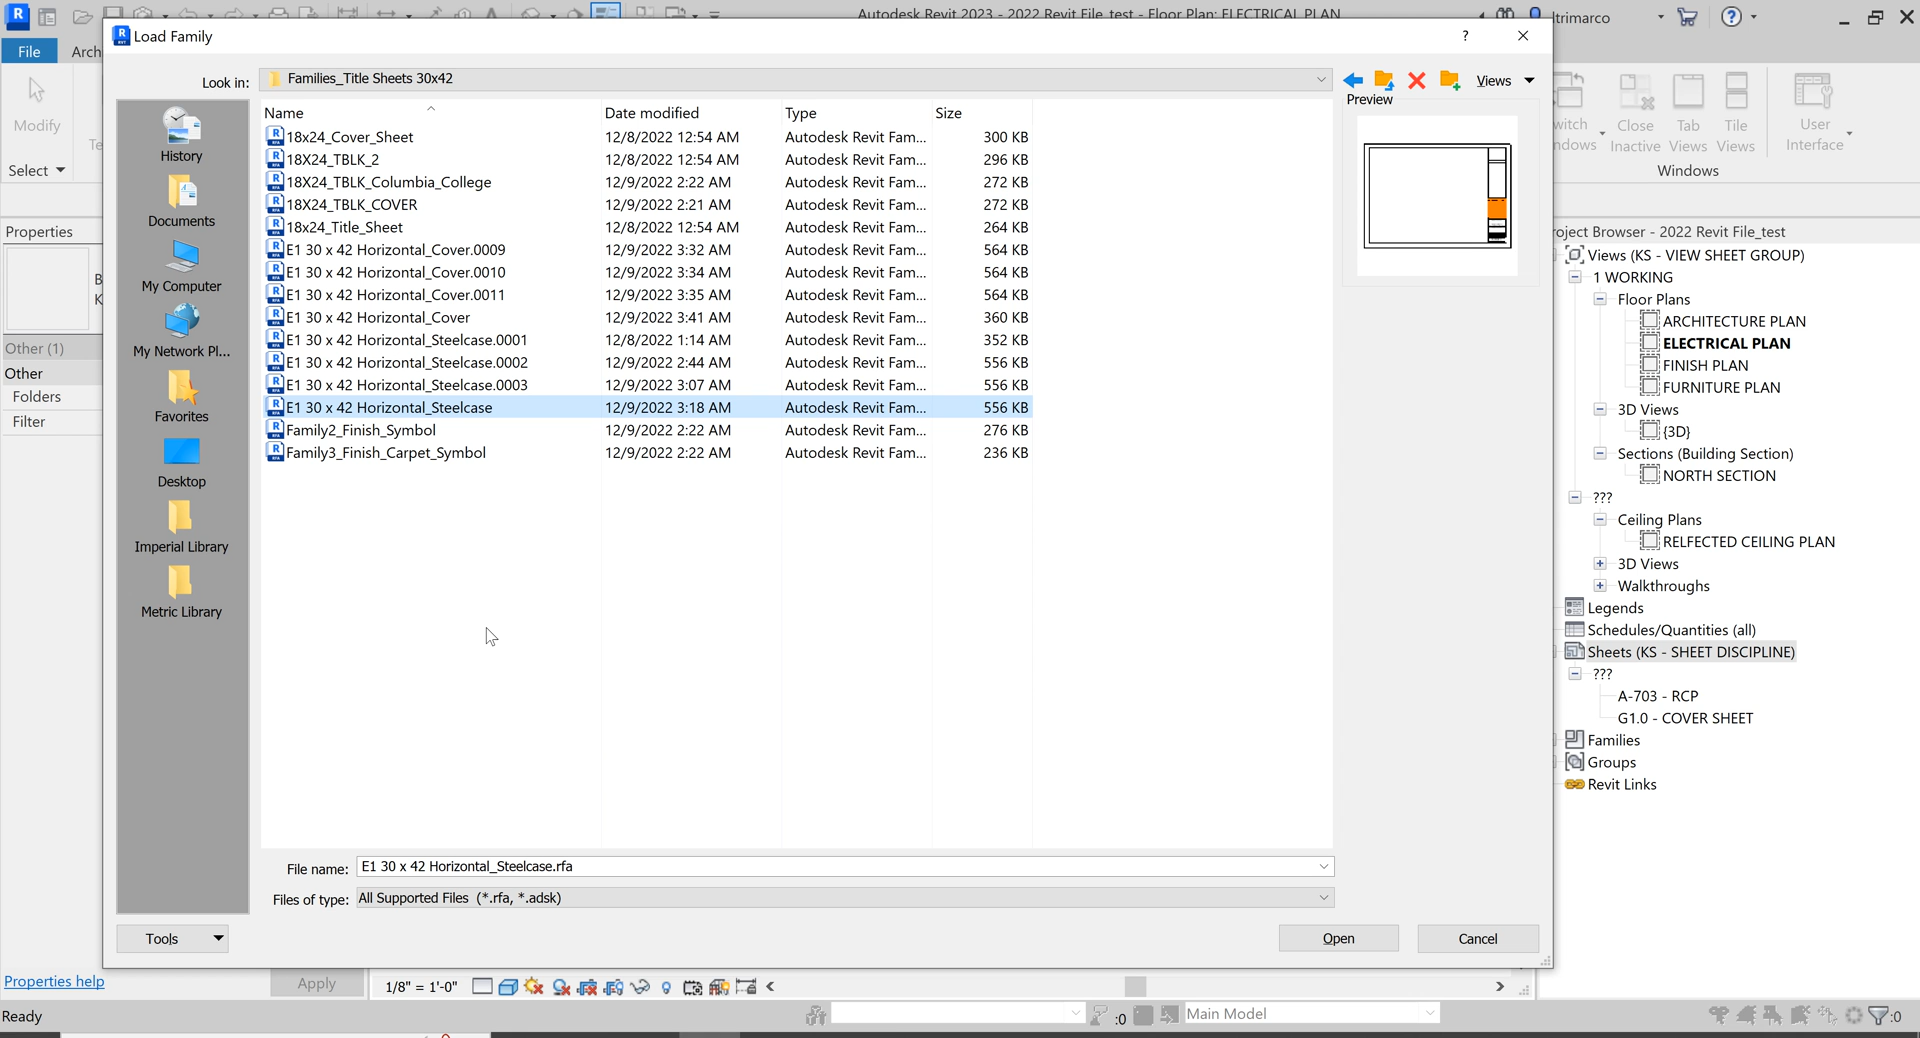 Autodesk Revit 2023 - 2022 Revit File_test - Floor Plan: ELECTRICAL PLAN
ltrimarco
File
Arch
Modify
Select
Load Family
?
Look in:
Families_Title Sheets 30x42
Views
Preview
Name
Date modified
Type
Size
18x24_Cover_Sheet 12/8/2022 12:54 AM Autodesk Revit Fam... 300 KB
18X24_TBLK_2 12/8/2022 12:54 AM Autodesk Revit Fam... 296 KB
18X24_TBLK_Columbia_College 12/9/2022 2:22 AM Autodesk Revit Fam... 272 KB
18X24_TBLK_COVER 12/9/2022 2:21 AM Autodesk Revit Fam... 272 KB
18x24_Title_Sheet 12/8/2022 12:54 AM Autodesk Revit Fam... 264 KB
E1 30 x 42 Horizontal_Cover.0009 12/9/2022 3:32 AM Autodesk Revit Fam... 564 KB
E1 30 x 42 Horizontal_Cover.0010 12/9/2022 3:34 AM Autodesk Revit Fam... 564 KB
E1 30 x 42 Horizontal_Cover.0011 12/9/2022 3:35 AM Autodesk Revit Fam... 564 KB
E1 30 x 42 Horizontal_Cover 12/9/2022 3:41 AM Autodesk Revit Fam... 360 KB
E1 30 x 42 Horizontal_Steelcase.0001 12/8/2022 1:14 AM Autodesk Revit Fam... 352 KB
E1 30 x 42 Horizontal_Steelcase.0002 12/9/2022 2:44 AM Autodesk Revit Fam... 556 KB
E1 30 x 42 Horizontal_Steelcase.0003 12/9/2022 3:07 AM Autodesk Revit Fam... 556 KB
E1 30 x 42 Horizontal_Steelcase 12/9/2022 3:18 AM Autodesk Revit Fam... 556 KB
Family2_Finish_Symbol 12/9/2022 2:22 AM Autodesk Revit Fam... 276 KB
Family3_Finish_Carpet_Symbol 12/9/2022 2:22 AM Autodesk Revit Fam... 236 KB
History
Documents
My Computer
My Network Pl...
Favorites
Desktop
Imperial Library
Metric Library
File name:
E1 30 x 42 Horizontal_Steelcase.rfa
Files of type:
All Supported Files (*.rfa, *.adsk)
Tools
Open
Cancel
Properties
B
K
Other (1)
Other
Folders
Filter
Properties help
Apply
1/8" = 1'-0"
Ready
:0
Main Model
:0
witch
ndows
Close
Inactive
Tab
Views
Tile
Views
User
Interface
Windows
roject Browser - 2022 Revit File_test
Views (KS - VIEW SHEET GROUP)
1 WORKING
Floor Plans
ARCHITECTURE PLAN
ELECTRICAL PLAN
FINISH PLAN
FURNITURE PLAN
3D Views
{3D}
Sections (Building Section)
NORTH SECTION
???
Ceiling Plans
RELFECTED CEILING PLAN
3D Views
Walkthroughs
Legends
Schedules/Quantities (all)
Sheets (KS - SHEET DISCIPLINE)
???
A-703 - RCP
G1.0 - COVER SHEET
Families
Groups
Revit Links